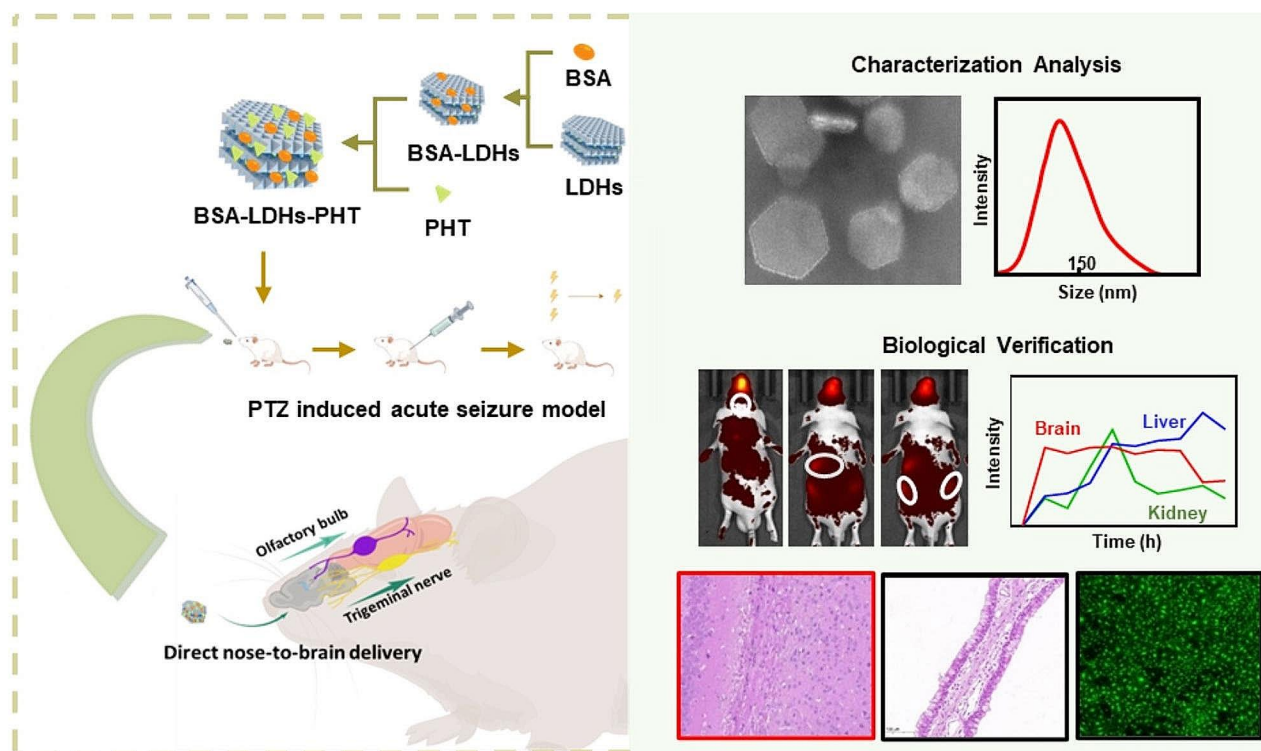 BSA
BSA-LDHs
LDHs
BSA-LDHs-PHT
PHT
PTZ induced acute seizure model
Olfactory bulb
Trigeminal nerve
Direct nose-to-brain delivery
Characterization Analysis
Intensity
150
Size (nm)
Biological Verification
Intensity
Brain
Liver
Kidney
Time (h)